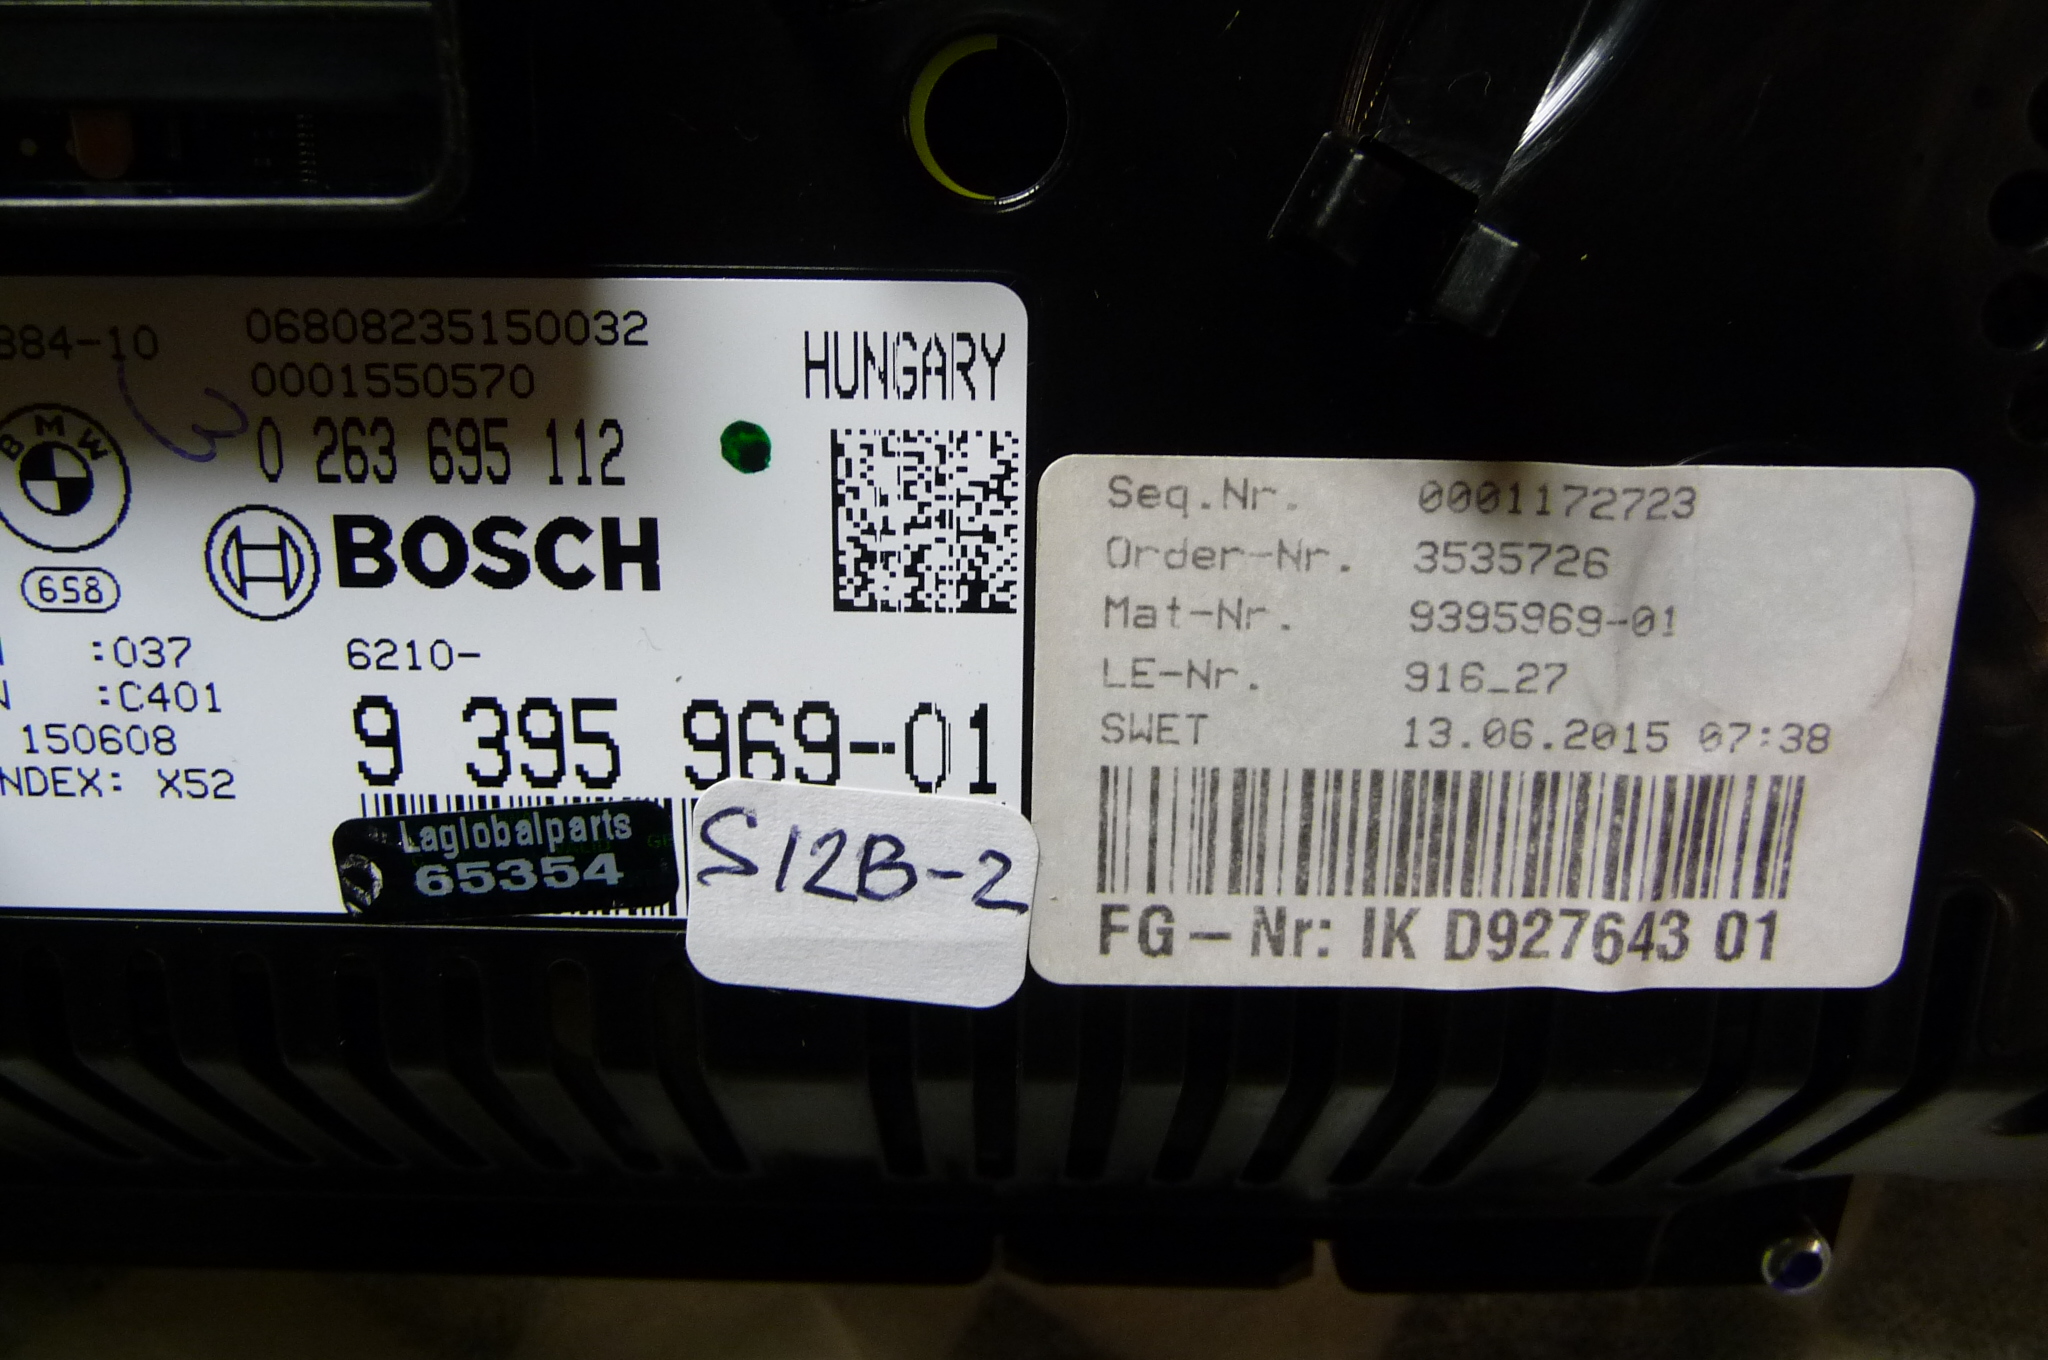 884-10
06808235150032
0001550570
HUNGARY
0 263 695 112
BMW
BOSCH
658
:037
6210-
:C401
9 395 969-01
150608
NDEX: X52
Laglobalparts
65354
S12B-2
Seq.Nr. 0001172723
Order-Nr. 3535726
Mat-Nr. 9395969-01
LE-Nr. 916_27
SWET 13.06.2015 07:38
FG-Nr: IK D927643 01